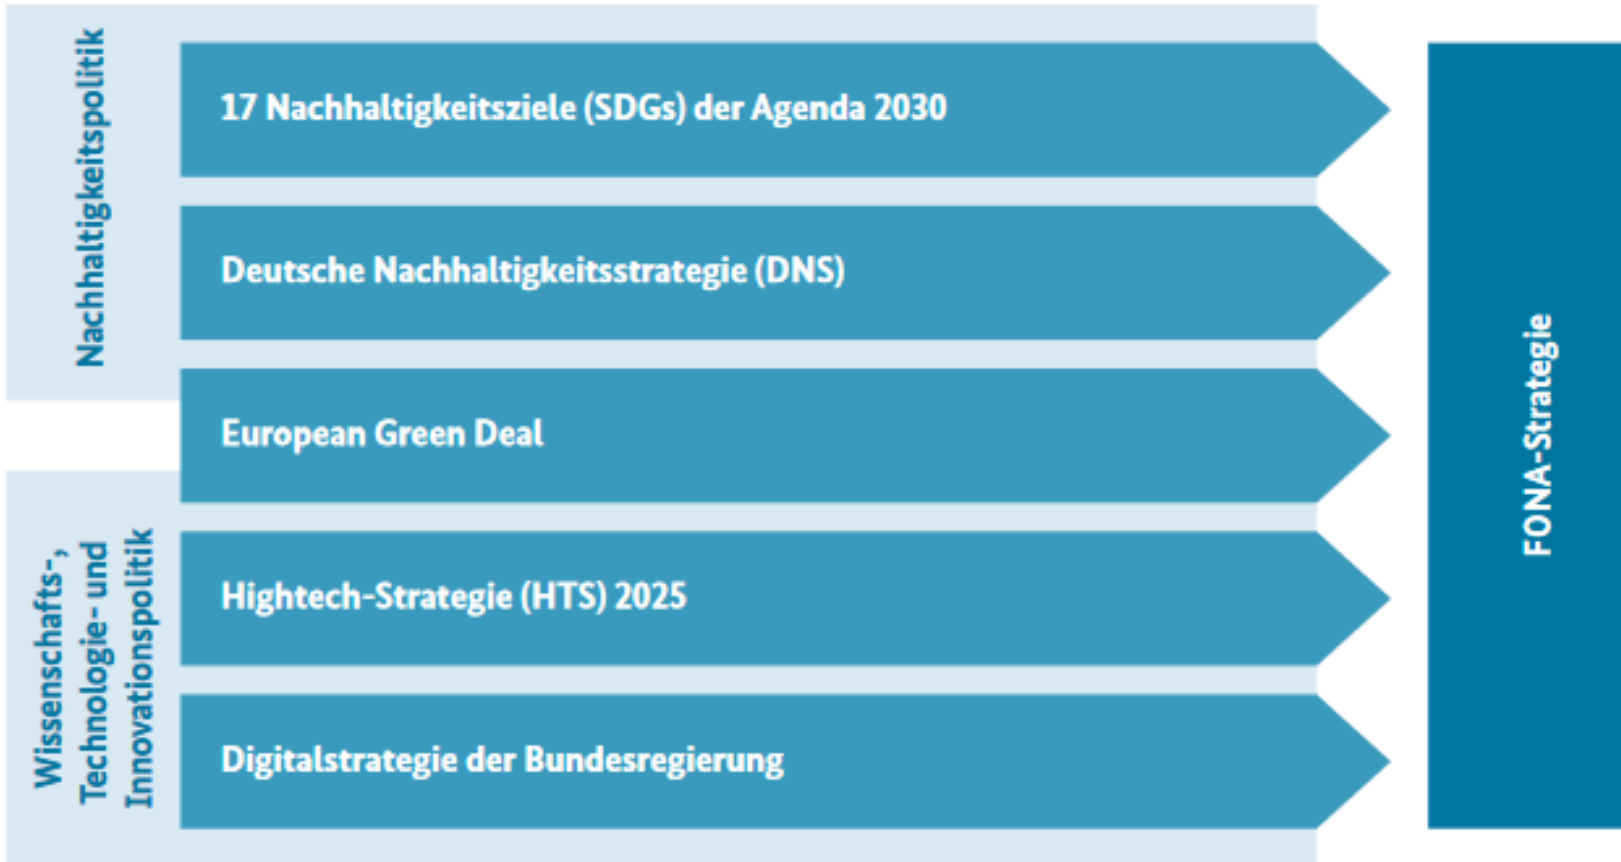 Nachhaltigkeitspolitik
17 Nachhaltigkeitsziele (SDGs) der Agenda 2030
Deutsche Nachhaltigkeitsstrategie (DNS)
European Green Deal
Wissenschafts-,
Technologie- und
Innovationspolitik
Hightech-Strategie (HTS) 2025
Digitalstrategie der Bundesregierung
FONA-Strategie